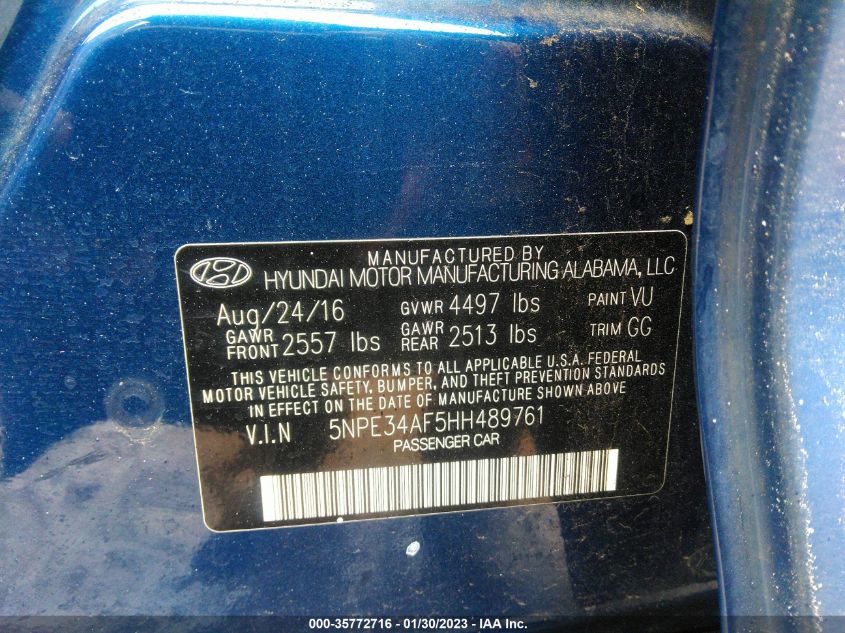 MANUFACTURED BY
HYUNDAI MOTOR MANUFACTURING ALABAMA, LLC
Aug/24/16 GVWR 4497 lbs PAINT VU
GAWR FRONT 2557 lbs GAWR REAR 2513 lbs TRIM GG
THIS VEHICLE CONFORMS TO ALL APPLICABLE U.S.A. FEDERAL
MOTOR VEHICLE SAFETY, BUMPER, AND THEFT PREVENTION STANDARDS
IN EFFECT ON THE DATE OF MANUFACTURE SHOWN ABOVE
V.I.N 5NPE34AF5HH489761
PASSENGER CAR
000-35772716 - 01/30/2023 - IAA Inc.